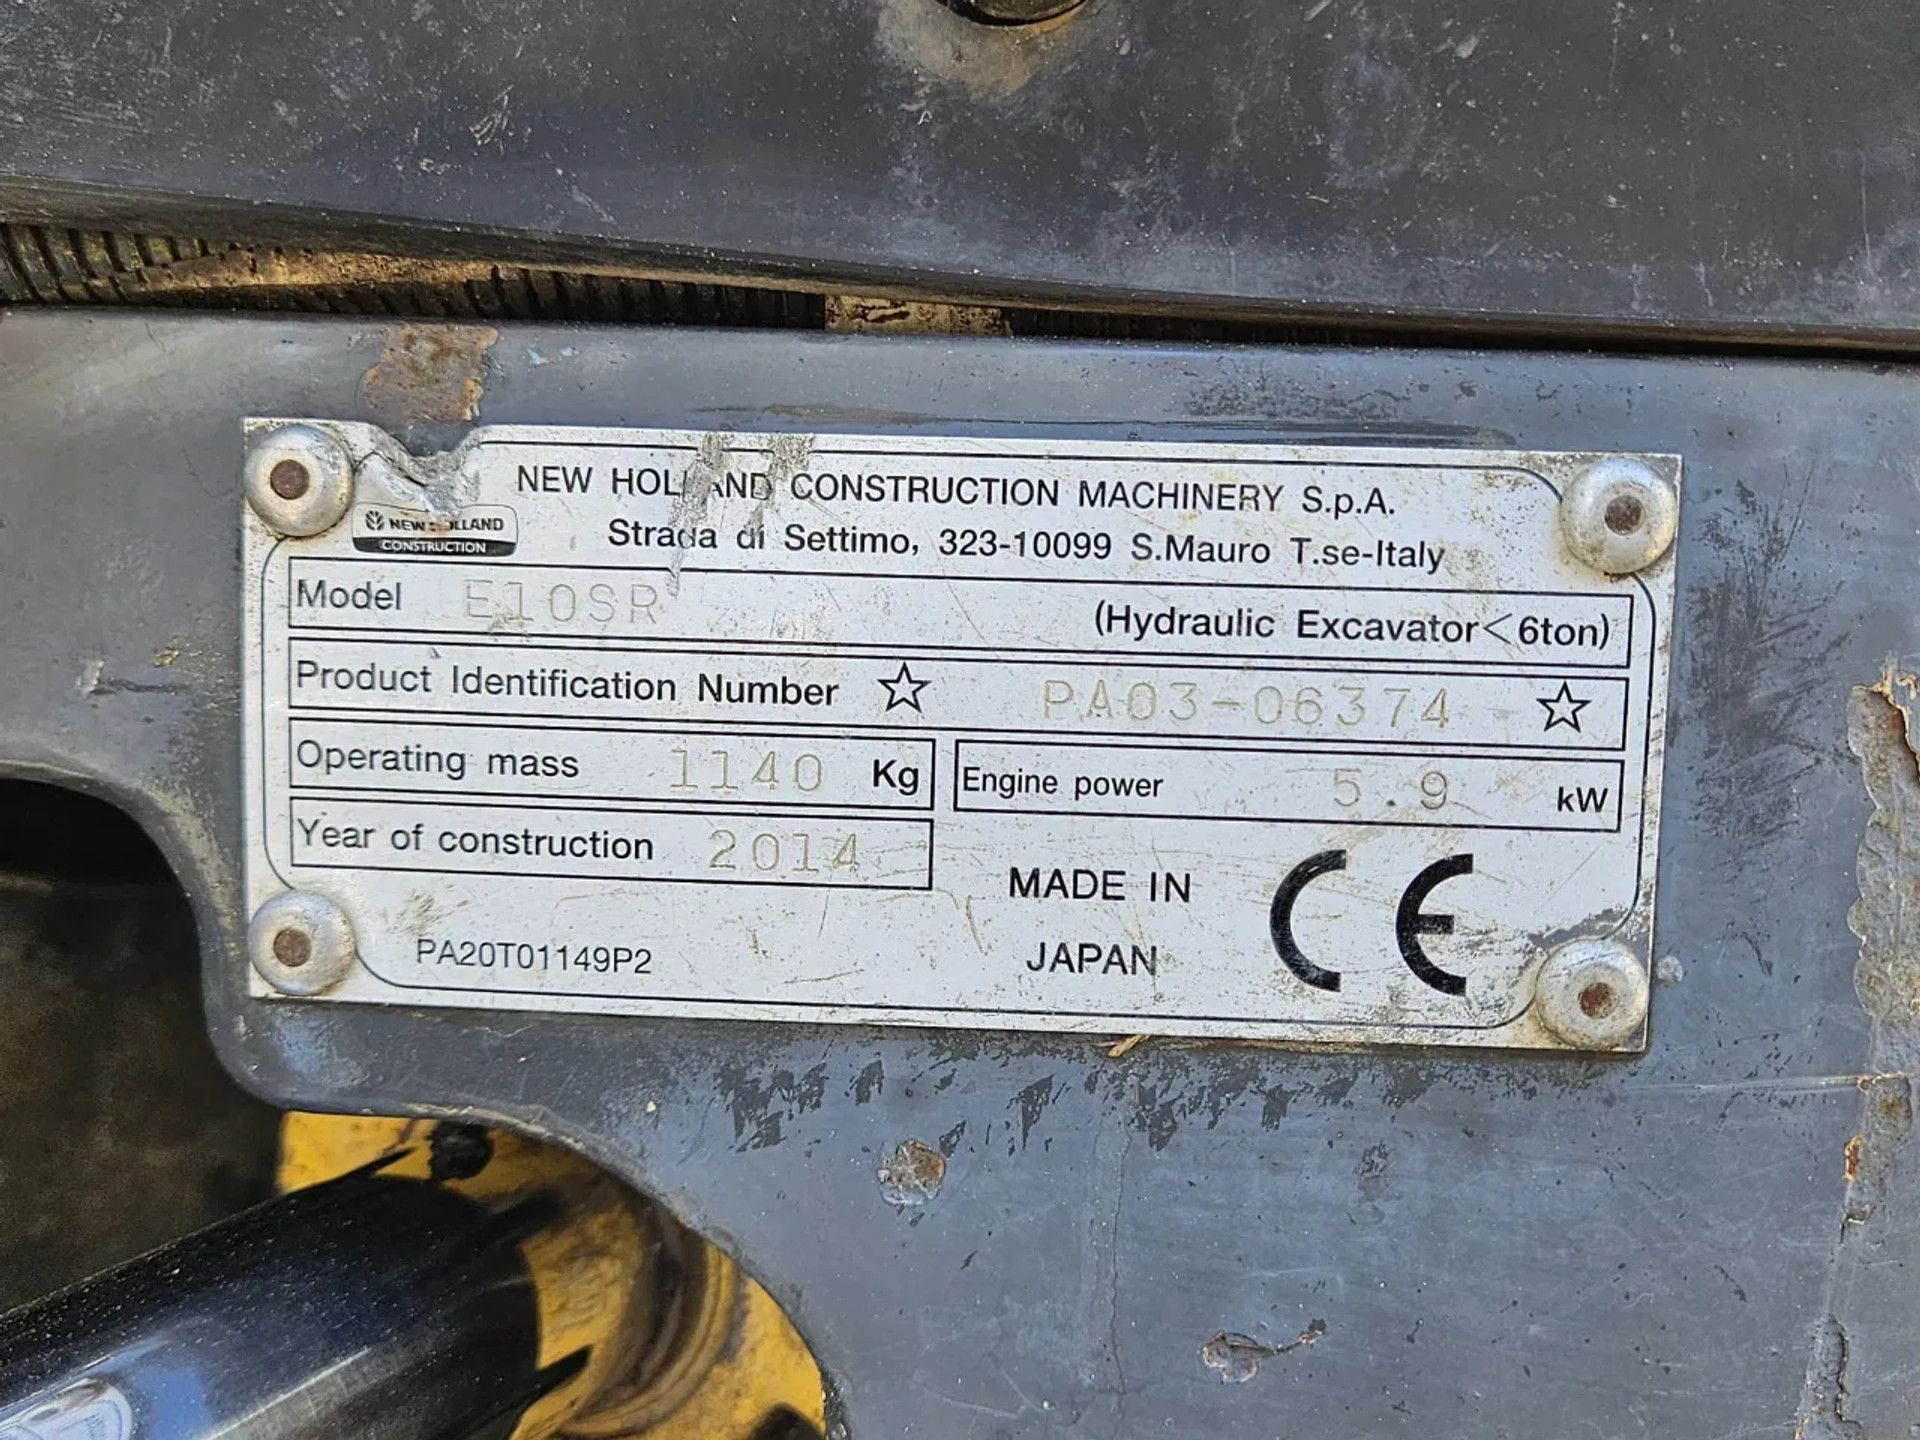 NEW HOLLAND CONSTRUCTION MACHINERY S.p.A.
NEW HOLLAND
CONSTRUCTION
Strada di Settimo, 323-10099 S.Mauro T.se-Italy
Model E10SR (Hydraulic Excavator<6ton)
Product Identification Number ☆ PA03-06374 ☆
Operating mass 1140 Kg Engine power 5.9 kW
Year of construction 2014
MADE IN
JAPAN
CE
PA20T01149P2